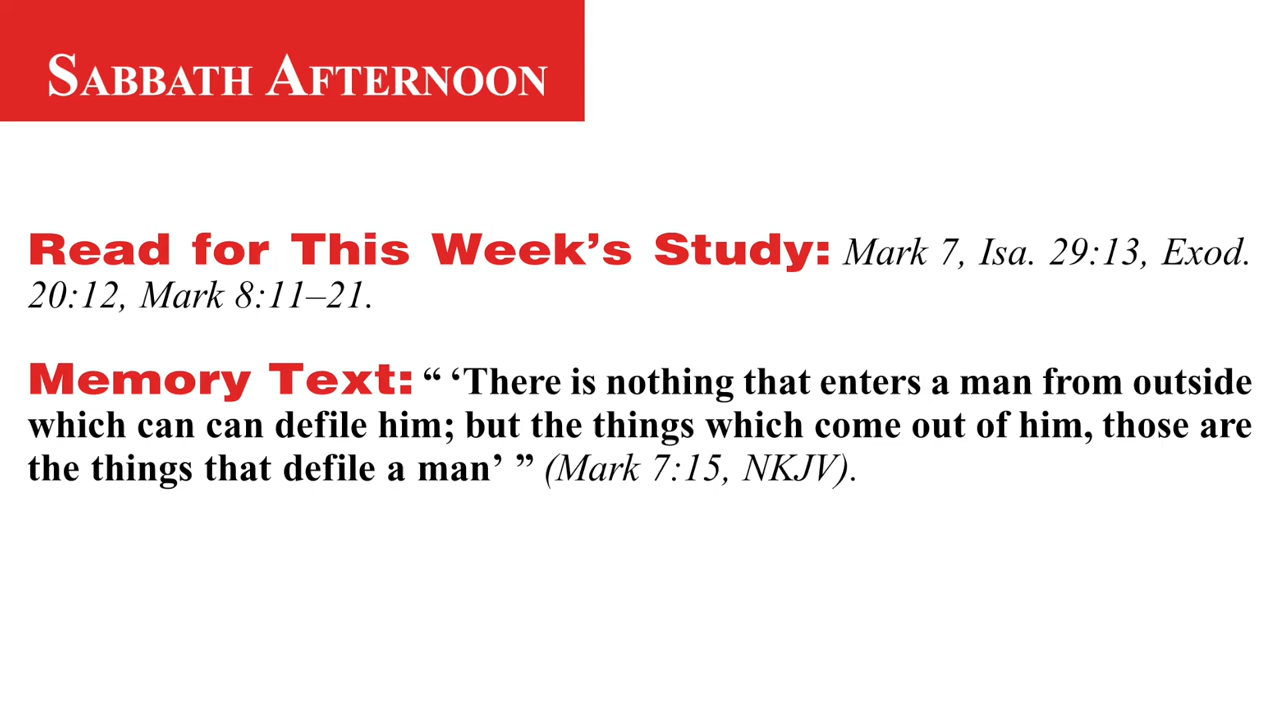 SABBATH AFTERNOON
Read for This Week’s Study: Mark 7, Isa. 29:13, Exod.
20:12, Mark 8:11–21.
Memory Text: “ ‘There is nothing that enters a man from outside
which can can defile him; but the things which come out of him, those are
the things that defile a man’ ” (Mark 7:15, NKJV).